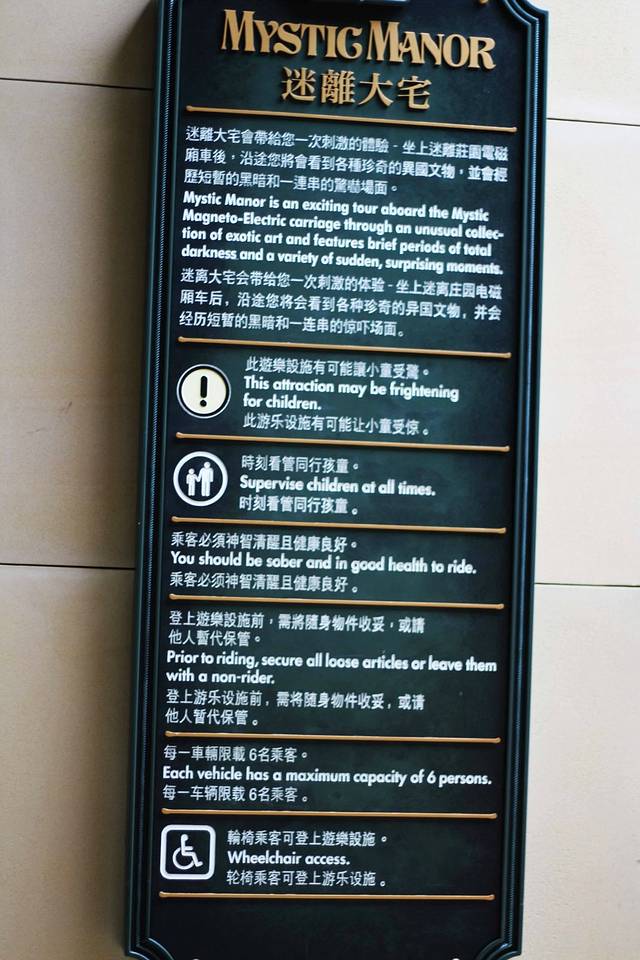 MYSTIC MANOR
迷離大宅
迷離大宅會帶給您一次刺激的體驗 - 坐上迷離莊園電磁
廂車後，沿途您將會看到各種珍奇的異國文物，並會經
歷短暫的黑暗和一連串的驚嚇場面。
Mystic Manor is an exciting tour aboard the Mystic
Magneto-Electric carriage through an unusual collec-
tion of exotic art and features brief periods of total
darkness and a variety of sudden, surprising moments.
迷离大宅会带给您一次刺激的体验 - 坐上迷离庄园电磁
厢车后，沿途您将会看到各种珍奇的异国文物，并会
经历短暂的黑暗和一连串的惊吓场面。
此遊樂設施有可能讓小童受驚。
This attraction may be frightening
for children.
此游乐设施有可能让小童受惊。
時刻看管同行孩童。
Supervise children at all times.
时刻看管同行孩童。
乘客必須神智清醒且健康良好。
You should be sober and in good health to ride.
乘客必须神智清醒且健康良好。
登上遊樂設施前，需將隨身物件收妥，或請
他人暫代保管。
Prior to riding, secure all loose articles or leave them
with a non-rider.
登上游乐设施前，需将随身物件收妥，或请
他人暂代保管。
每一車輛限載 6名乘客。
Each vehicle has a maximum capacity of 6 persons.
每一车辆限载 6名乘客。
輪椅乘客可登上遊樂設施。
Wheelchair access.
轮椅乘客可登上游乐设施。